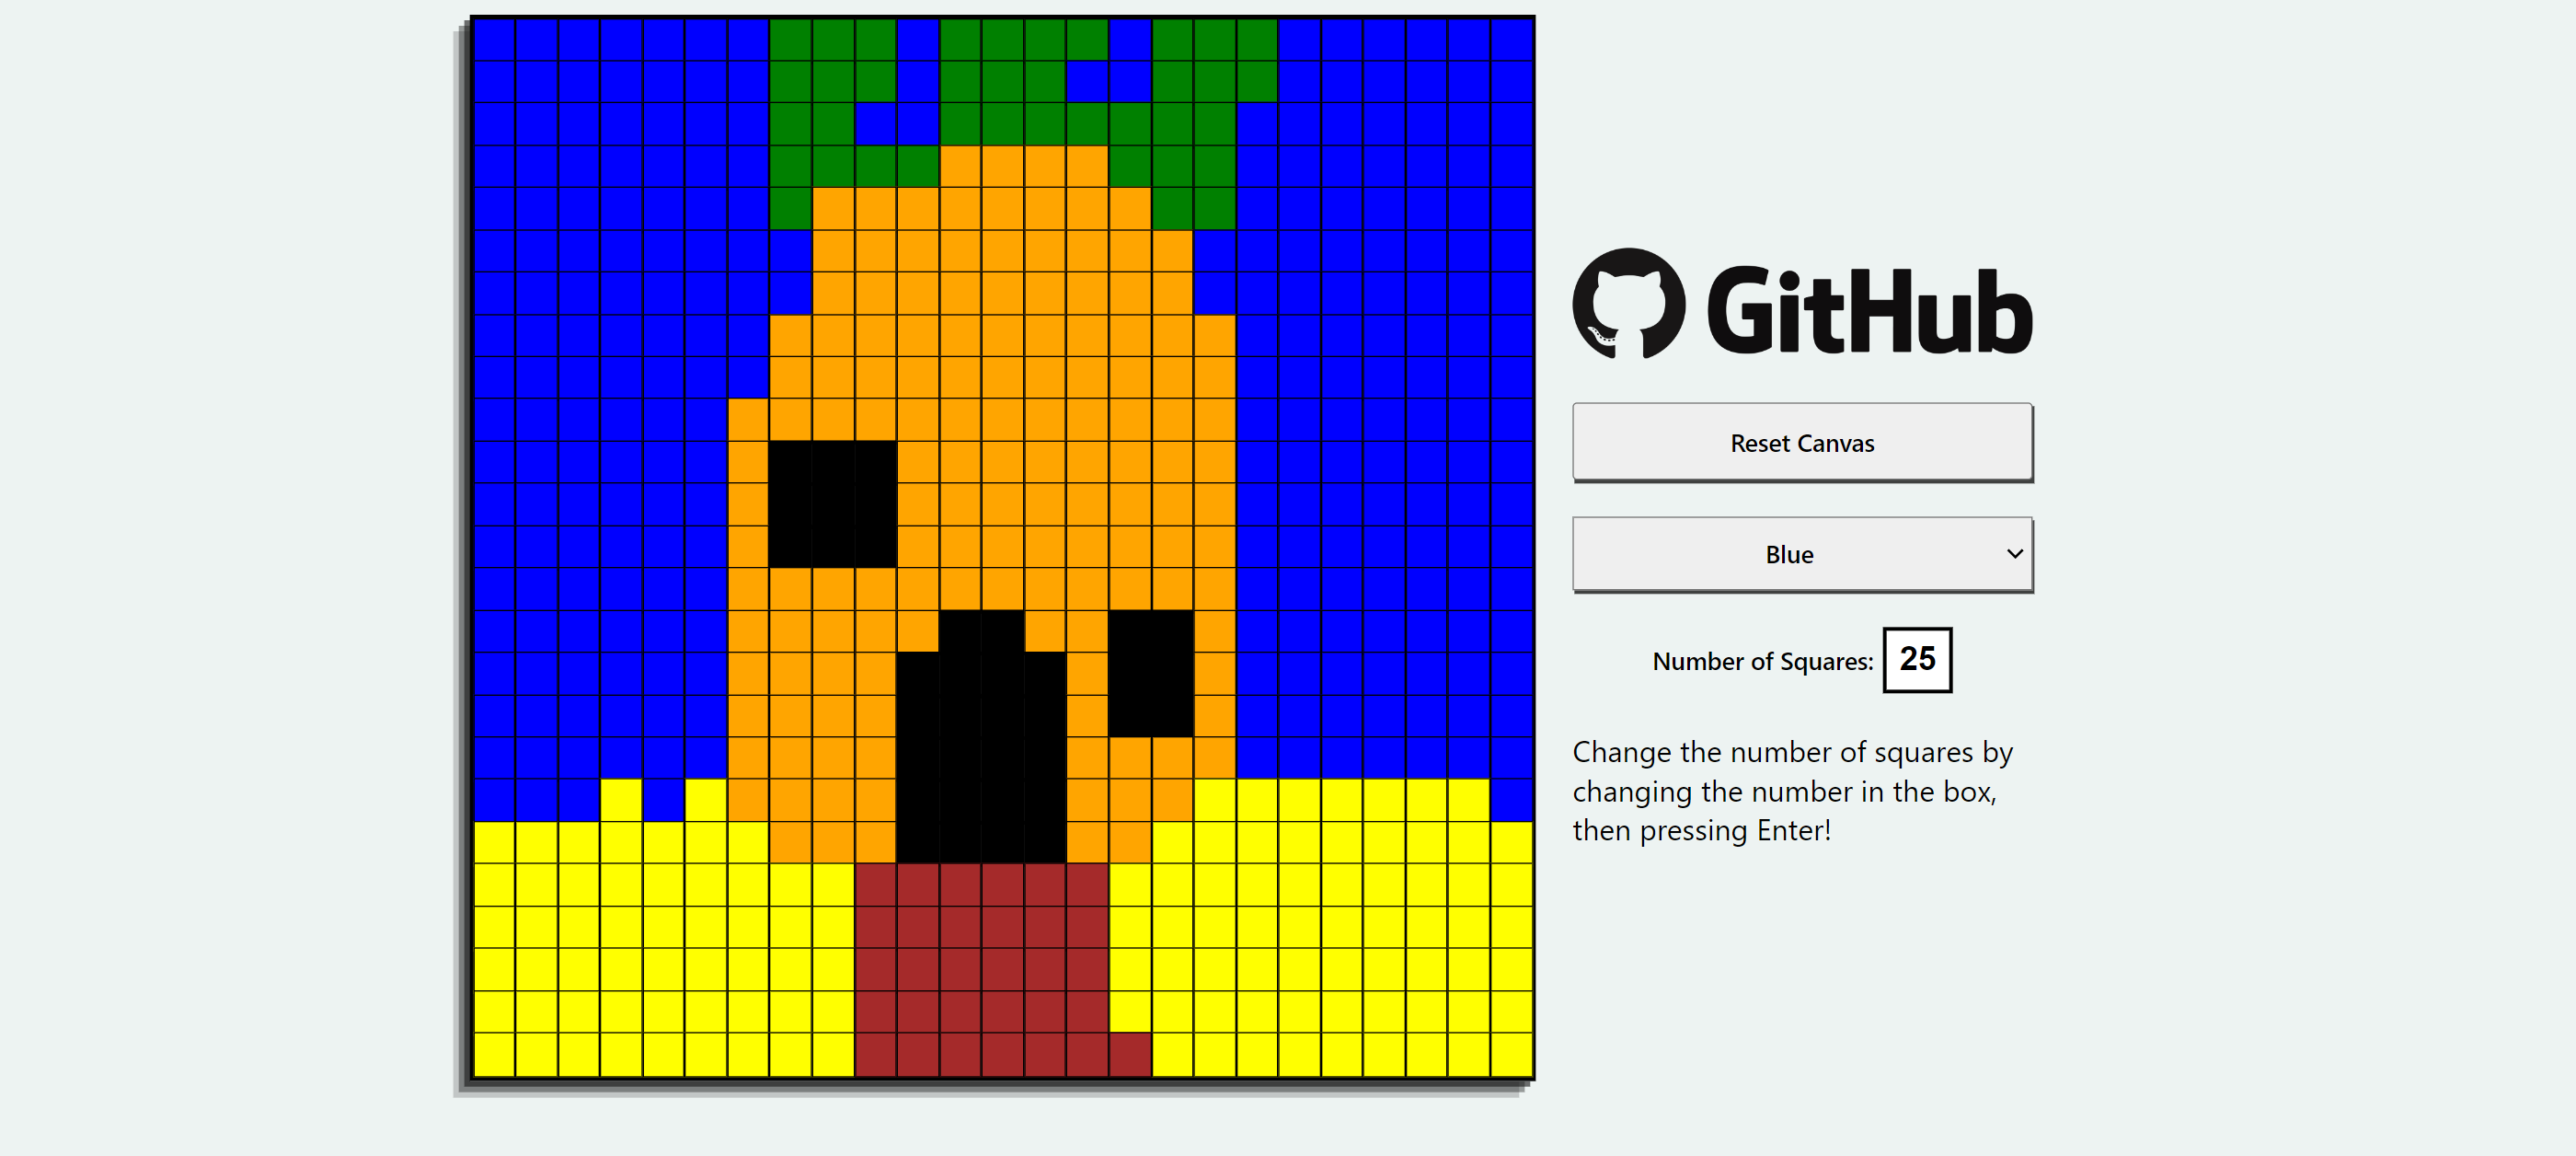 GitHub
Reset Canvas
Blue
Number of Squares: 25
Change the number of squares by
changing the number in the box,
then pressing Enter!